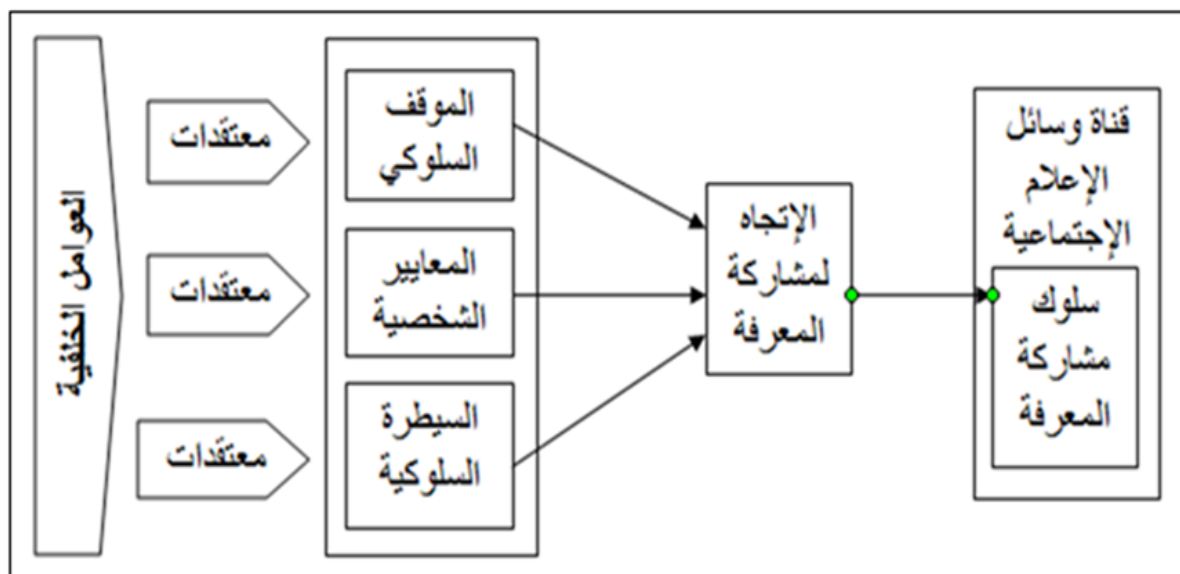 العوامل الخلفية
معتقدات
معتقدات
معتقدات
الموقف
السلوكي
المعايير
الشخصية
السيطرة
السلوكية
الإتجاه
لمشاركة
المعرفة
قناة وسائل
الإعلام
الإجتماعية
سلوك
مشاركة
المعرفة